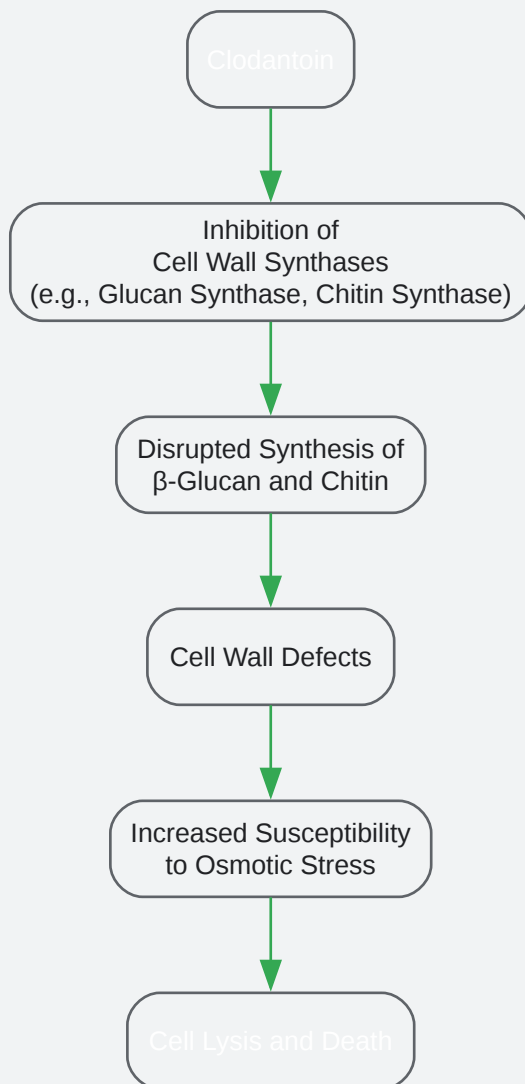 Clodantoin
Inhibition of
Cell Wall Synthases
(e.g., Glucan Synthase, Chitin Synthase)
Disrupted Synthesis of
β-Glucan and Chitin
Cell Wall Defects
Increased Susceptibility
to Osmotic Stress
Cell Lysis and Death